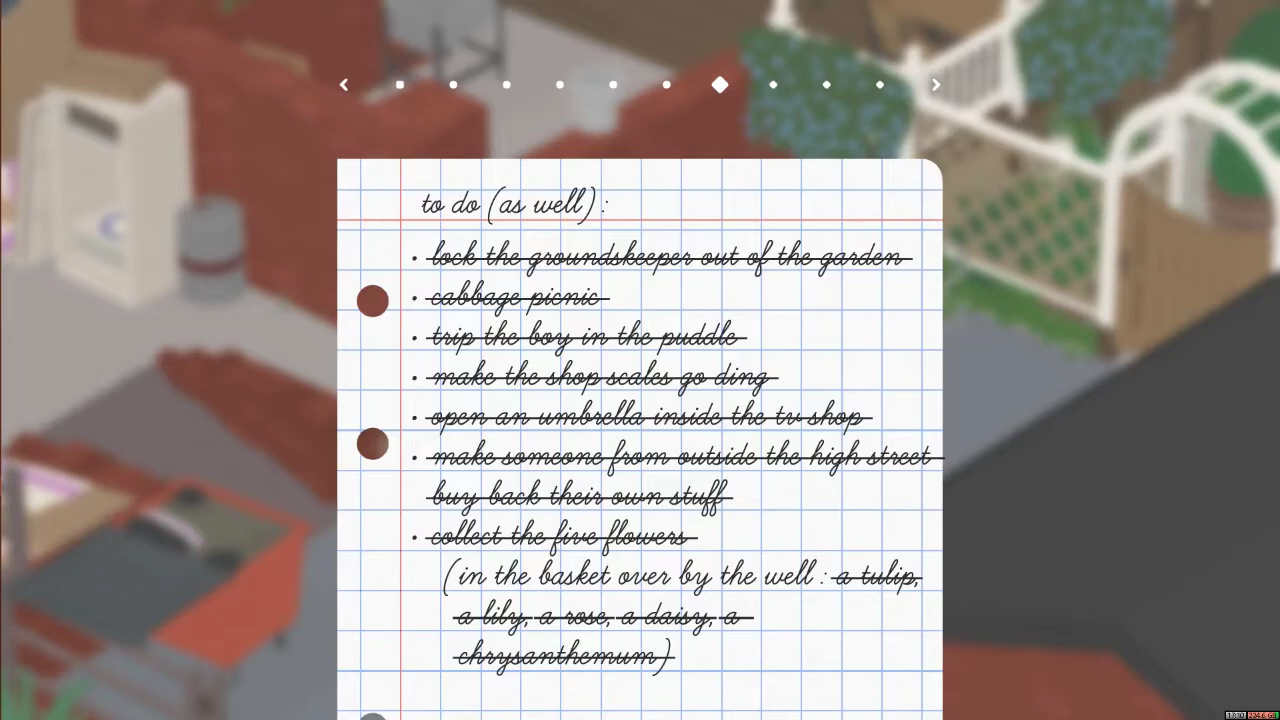 to do (as well) :
• lock the groundskeeper out of the garden
• cabbage picnic
• trip the boy in the puddle
• make the shop scales go ding
• open an umbrella inside the tv shop
• make someone from outside the high street
buy back their own stuff
• collect the five flowers
(in the basket over by the well : a tulip,
a lily, a rose, a daisy, a
chrysanthemum)